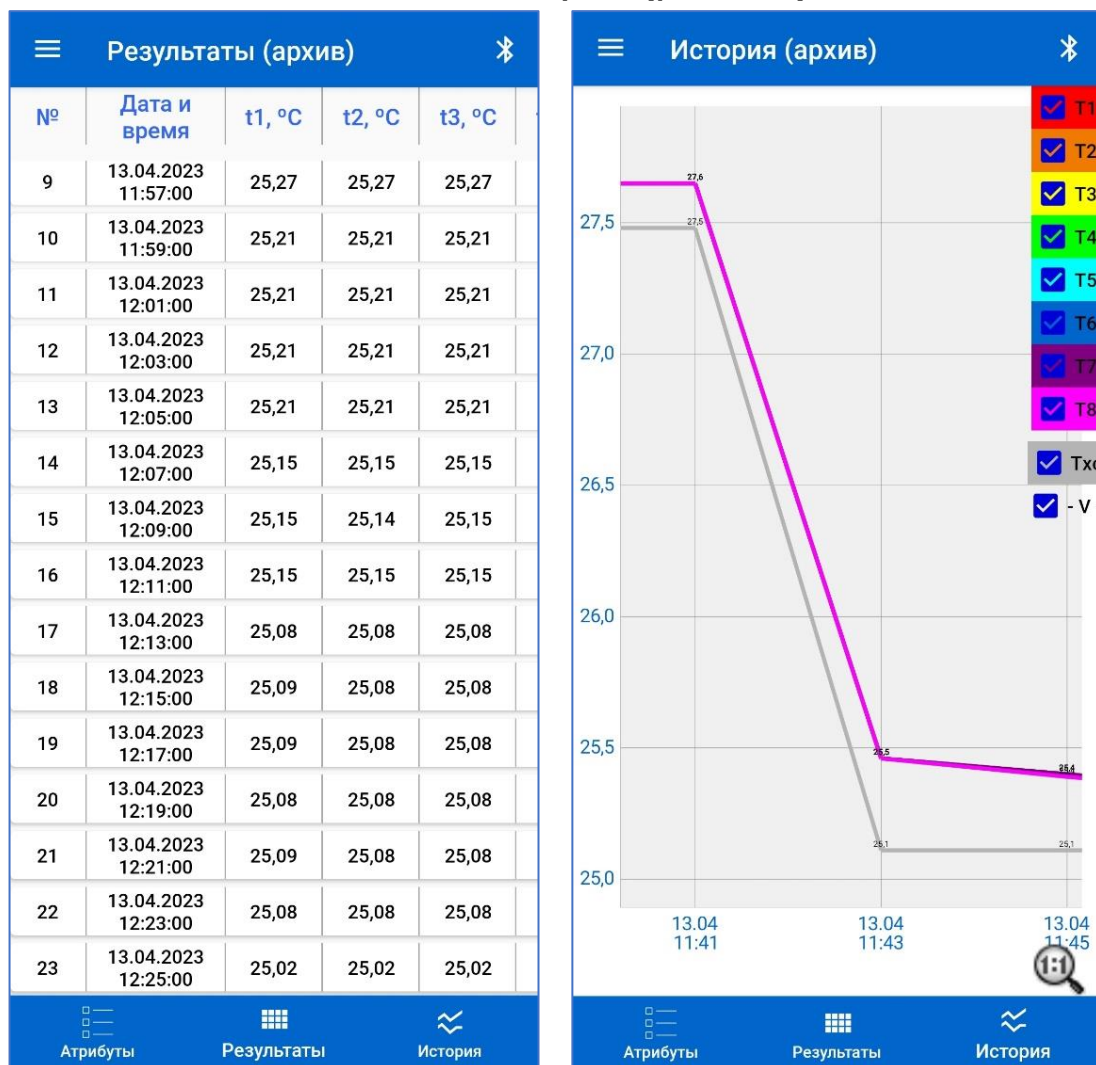 Результаты (архив)
№ Дата и время t1, ºC t2, ºC t3, ºC
9 13.04.2023 11:57:00 25,27 25,27 25,27
10 13.04.2023 11:59:00 25,21 25,21 25,21
11 13.04.2023 12:01:00 25,21 25,21 25,21
12 13.04.2023 12:03:00 25,21 25,21 25,21
13 13.04.2023 12:05:00 25,21 25,21 25,21
14 13.04.2023 12:07:00 25,15 25,15 25,15
15 13.04.2023 12:09:00 25,15 25,14 25,15
16 13.04.2023 12:11:00 25,15 25,15 25,15
17 13.04.2023 12:13:00 25,08 25,08 25,08
18 13.04.2023 12:15:00 25,09 25,08 25,08
19 13.04.2023 12:17:00 25,09 25,08 25,08
20 13.04.2023 12:19:00 25,08 25,08 25,08
21 13.04.2023 12:21:00 25,09 25,08 25,08
22 13.04.2023 12:23:00 25,08 25,08 25,08
23 13.04.2023 12:25:00 25,02 25,02 25,02
Атрибуты Результаты История
История (архив)
T1
T2
T3
T4
T5
T6
T7
T8
- V
27,6
27,5
27,5
27,0
26,5
26,0
25,5
25,5
25,4
25,1
25,1
25,0
13.04 13.04 13.04
11:41 11:43 11:45
1:1
Атрибуты Результаты История